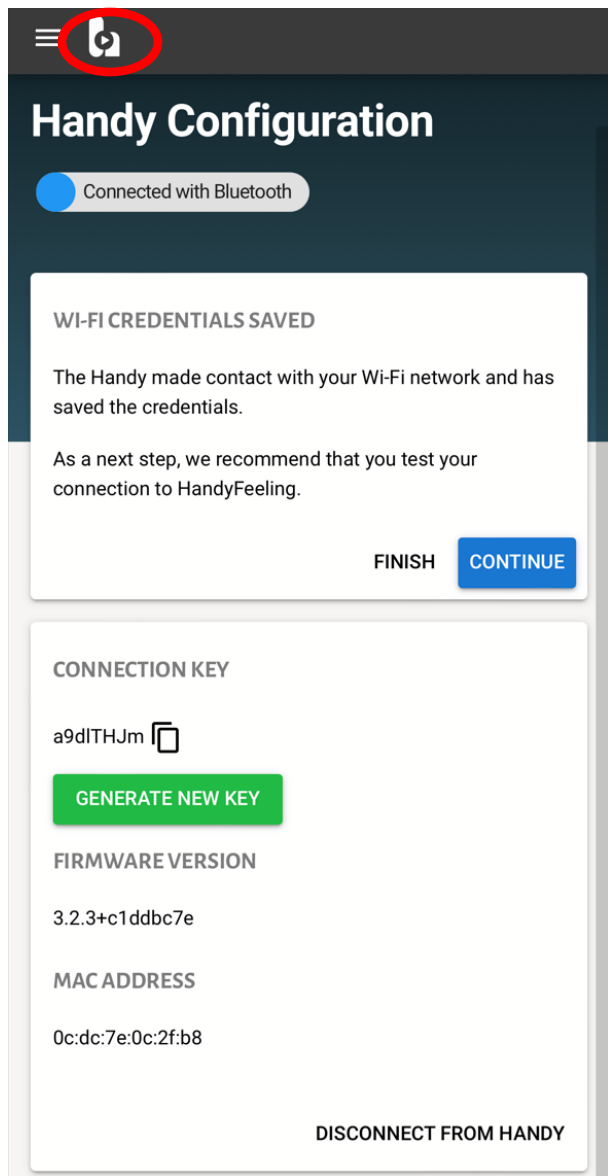 Handy Configuration
Connected with Bluetooth
WI-FI CREDENTIALS SAVED
The Handy made contact with your Wi-Fi network and has
saved the credentials.
As a next step, we recommend that you test your
connection to HandyFeeling.
FINISH
CONTINUE
CONNECTION KEY
a9dlTHJm
GENERATE NEW KEY
FIRMWARE VERSION
3.2.3+c1ddbc7e
MAC ADDRESS
0c:dc:7e:0c:2f:b8
DISCONNECT FROM HANDY